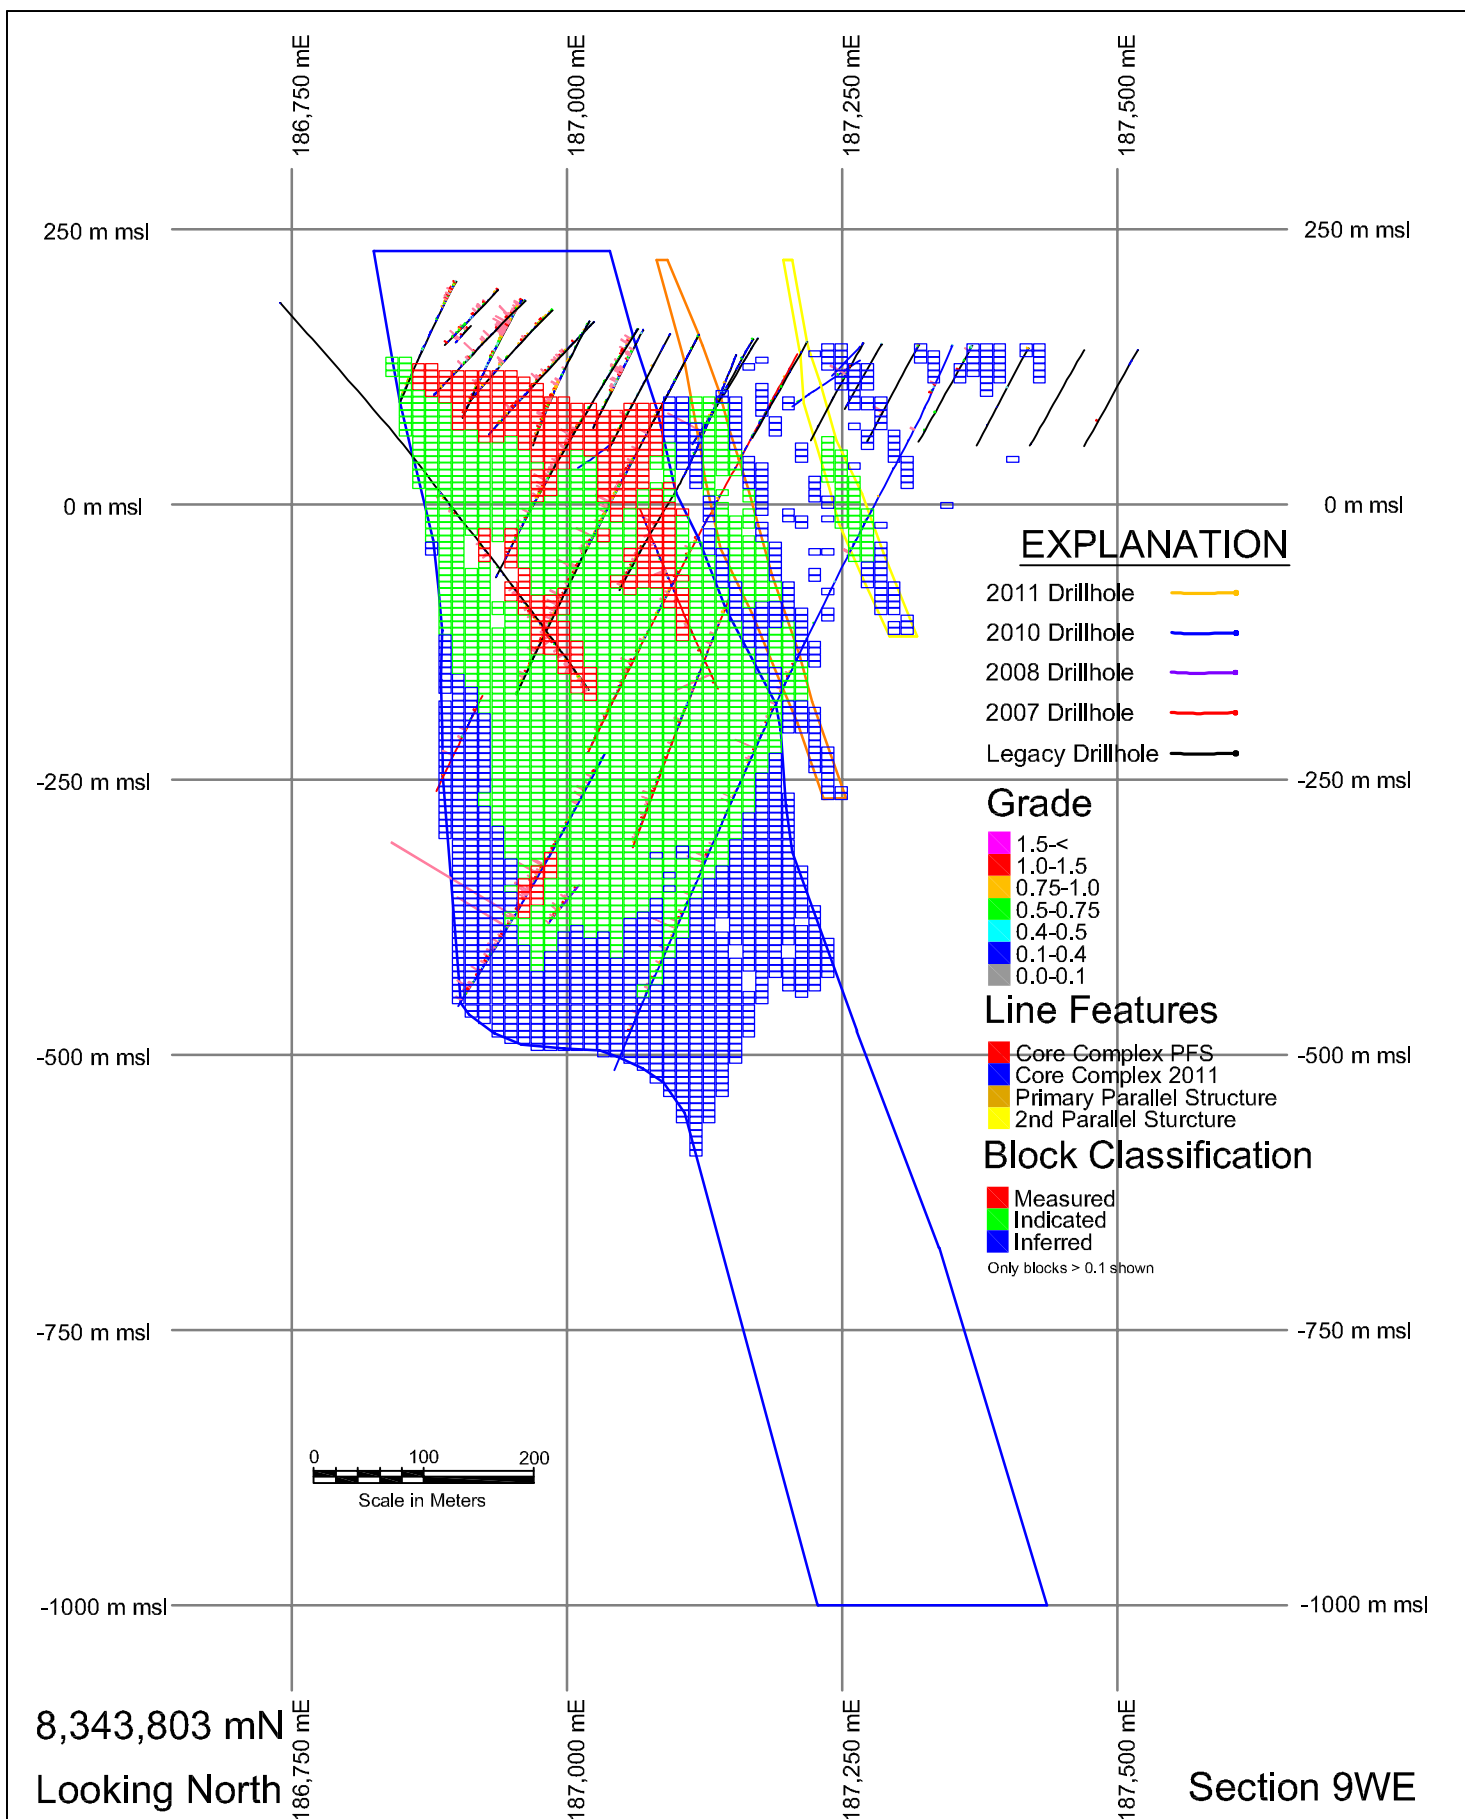 186,750 mE
187,000 mE
187,250 mE
187,500 mE
250 m msl
250 m msl
0 m msl
0 m msl
EXPLANATION
2011 Drillhole
2010 Drillhole
2008 Drillhole
2007 Drillhole
Legacy Drillhole
-250 m msl
-250 m msl
Grade
1.5-<
1.0-1.5
0.75-1.0
0.5-0.75
0.4-0.5
0.1-0.4
0.0-0.1
Line Features
Core Complex PFS
-500 m msl
-500 m msl
Core Complex 2011
Primary Parallel Structure
2nd Parallel Sturcture
Block Classification
Measured
Indicated
Inferred
Only blocks > 0.1 shown
-750 m msl
-750 m msl
0 100 200
Scale in Meters
-1000 m msl
-1000 m msl
186,750 mE
187,000 mE
187,250 mE
187,500 mE
8,343,803 mN
Looking North
Section 9WE